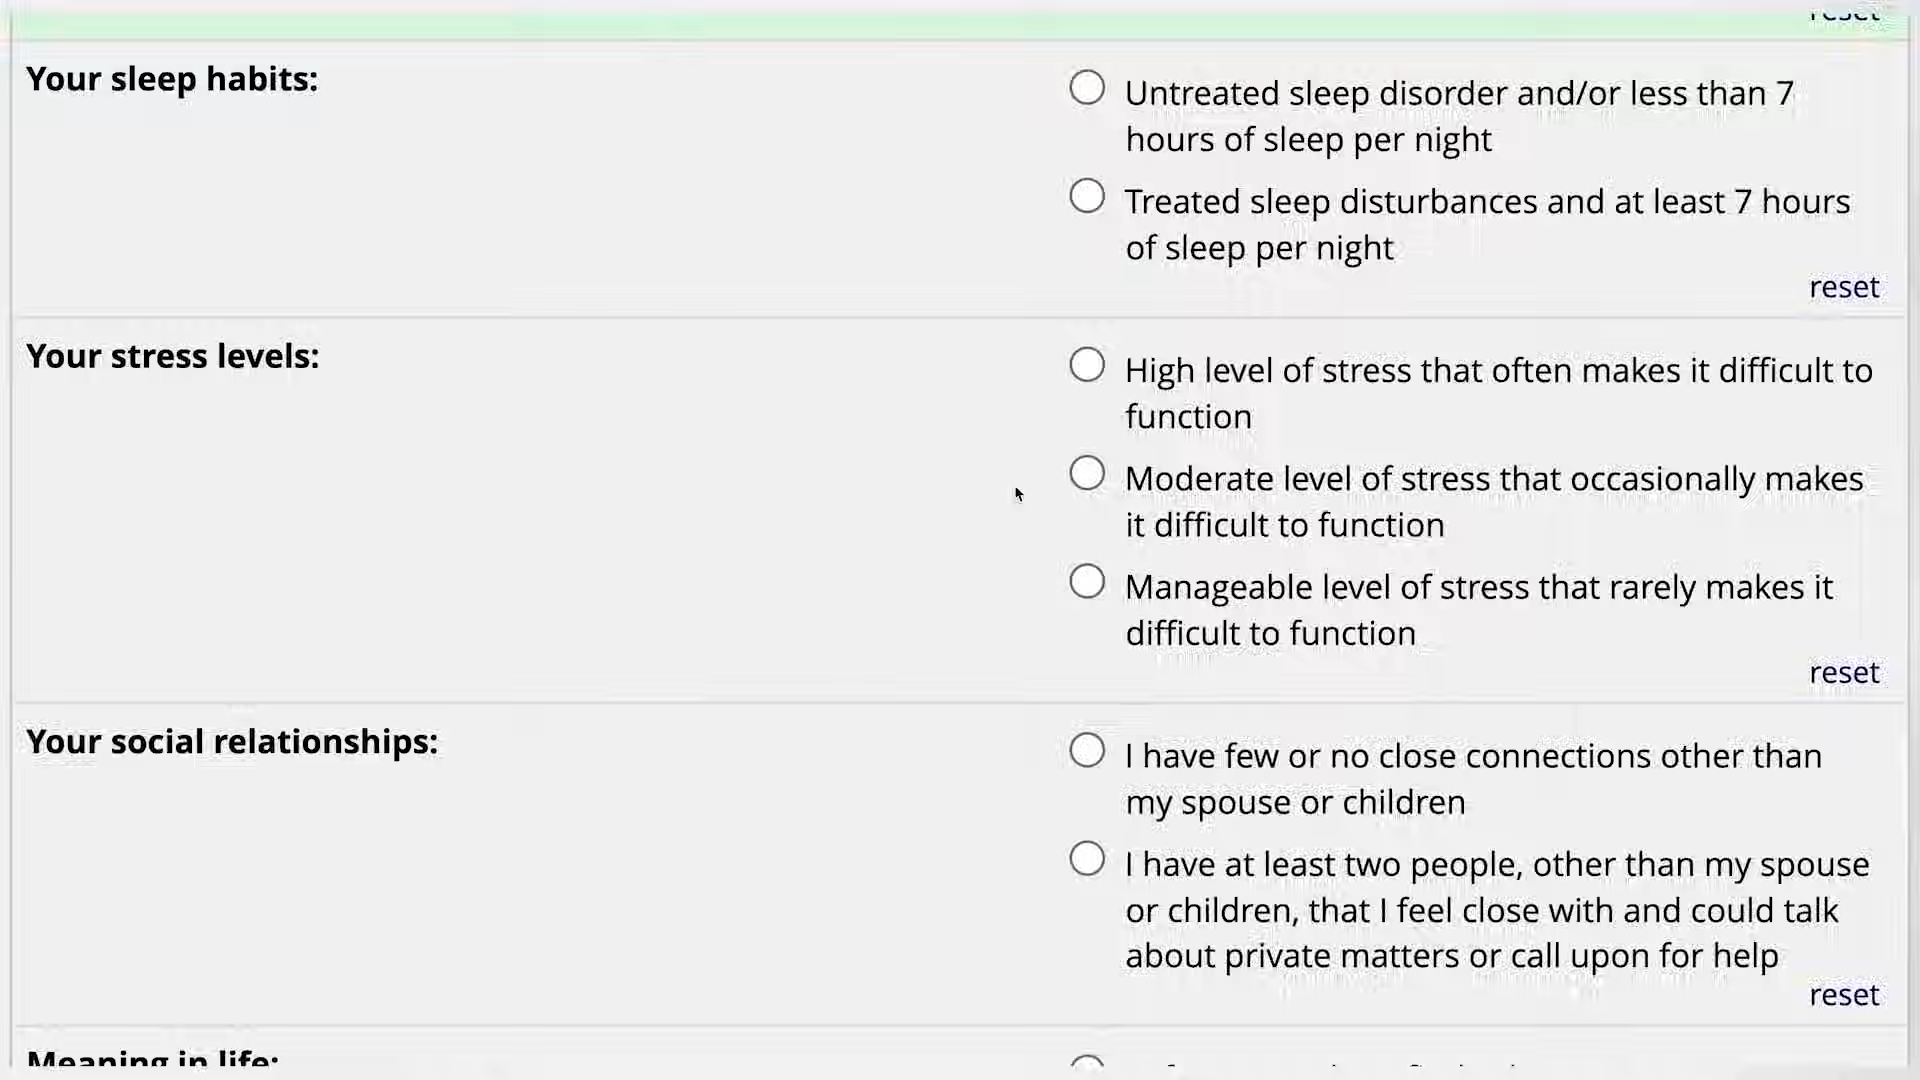 reset
Your sleep habits:
Untreated sleep disorder and/or less than 7
hours of sleep per night
Treated sleep disturbances and at least 7 hours
of sleep per night
reset
Your stress levels:
High level of stress that often makes it difficult to
function
Moderate level of stress that occasionally makes
it difficult to function
Manageable level of stress that rarely makes it
difficult to function
reset
Your social relationships:
I have few or no close connections other than
my spouse or children
I have at least two people, other than my spouse
or children, that I feel close with and could talk
about private matters or call upon for help
reset
Meaning in life: